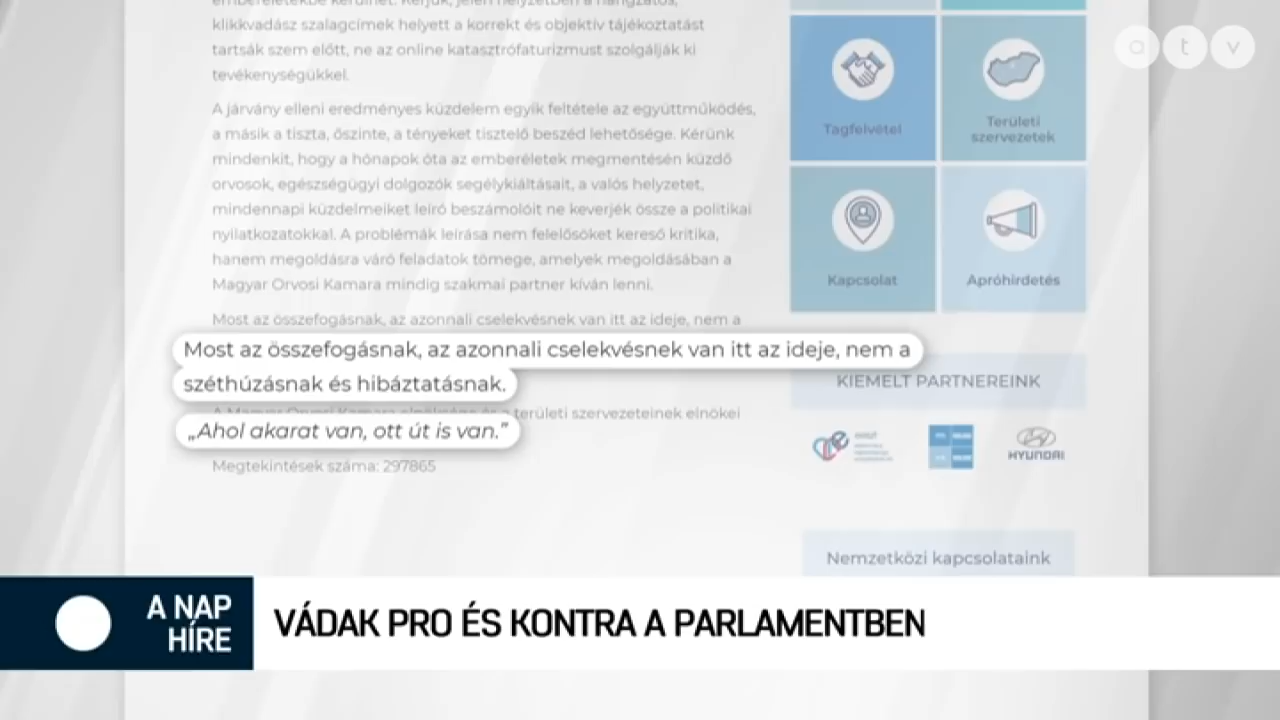 emberéletekbe kerülhet. Kérjük, jelen helyzetben a hangzatos,
klikkvadász szalagcímek helyett a korrekt és objektív tájékoztatást
tartsák szem előtt, ne az online katasztrófaturizmust szolgálják ki
tevékenységükkel.
A járvány elleni eredményes küzdelem egyik feltétele az együttműködés,
a másik a tiszta, őszinte, a tényeket tisztelő beszéd lehetősége. Kérünk
mindenkit, hogy a hónapok óta az emberéletek megmentésén küzdő
orvosok, egészségügyi dolgozók segélykiáltásait, a valós helyzetet,
mindennapi küzdelmeiket leíró beszámolóit ne keverjék össze a politikai
nyilatkozatokkal. A problémák leírása nem felelősöket kereső kritika,
hanem megoldásra váró feladatok tömege, amelyek megoldásában a
Magyar Orvosi Kamara mindig szakmai partner kíván lenni.
Most az összefogásnak, az azonnali cselekvésnek van itt az ideje, nem a
Most az összefogásnak, az azonnali cselekvésnek van itt az ideje, nem a
széthúzásnak és hibáztatásnak.
A Magyar Orvosi Kamara elnöksége és a területi szervezeteinek elnökei
„Ahol akarat van, ott út is van."
Megtekintések száma: 297865
Tagfelvétel
Területi
szervezetek
Kapcsolat
Apróhirdetés
KIEMELT PARTNEREINK
HYUNDAI
Nemzetközi kapcsolataink
atv
A NAP
HÍRE
VÁDAK PRO ÉS KONTRA A PARLAMENTBEN